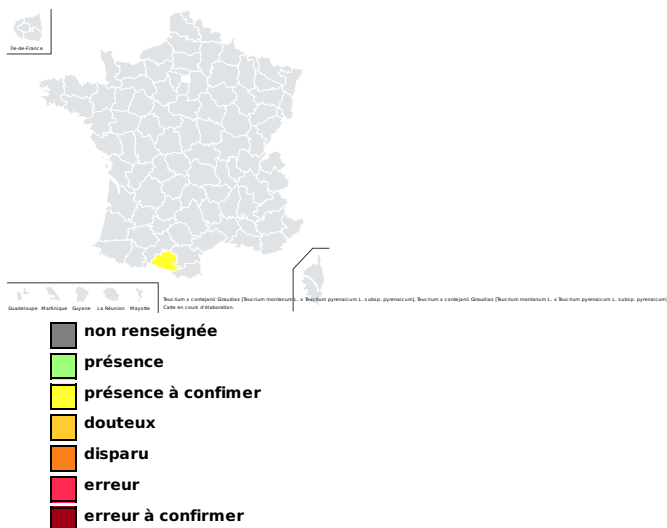 Île-de-France
Guadeloupe Martinique Guyane La Réunion Mayotte
Teucrium x contejanii Giraudias [Teucrium montanum L. x Teucrium pyrenaicum L. subsp. pyrenaicum], Teucrium x contejanii Giraudias [Teucrium montanum L. x Teucrium pyrenaicum L. subsp. pyrenaicum]
Carte en cours d'élaboration.
non renseignée
présence
présence à confimer
douteux
disparu
erreur
erreur à confirmer